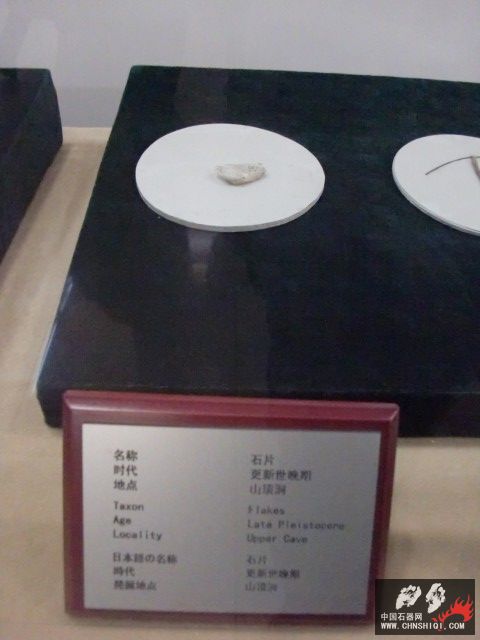 名称 石片
时代 更新世晚期
地点 山顶洞
Taxon Flakes
Age Late Pleistocene
Locality Upper Cave
日本語の名称 石片
時代 更新世晚期
発掘地点 山頂洞
中国石器网
WWW.CHNSHIQI.COM